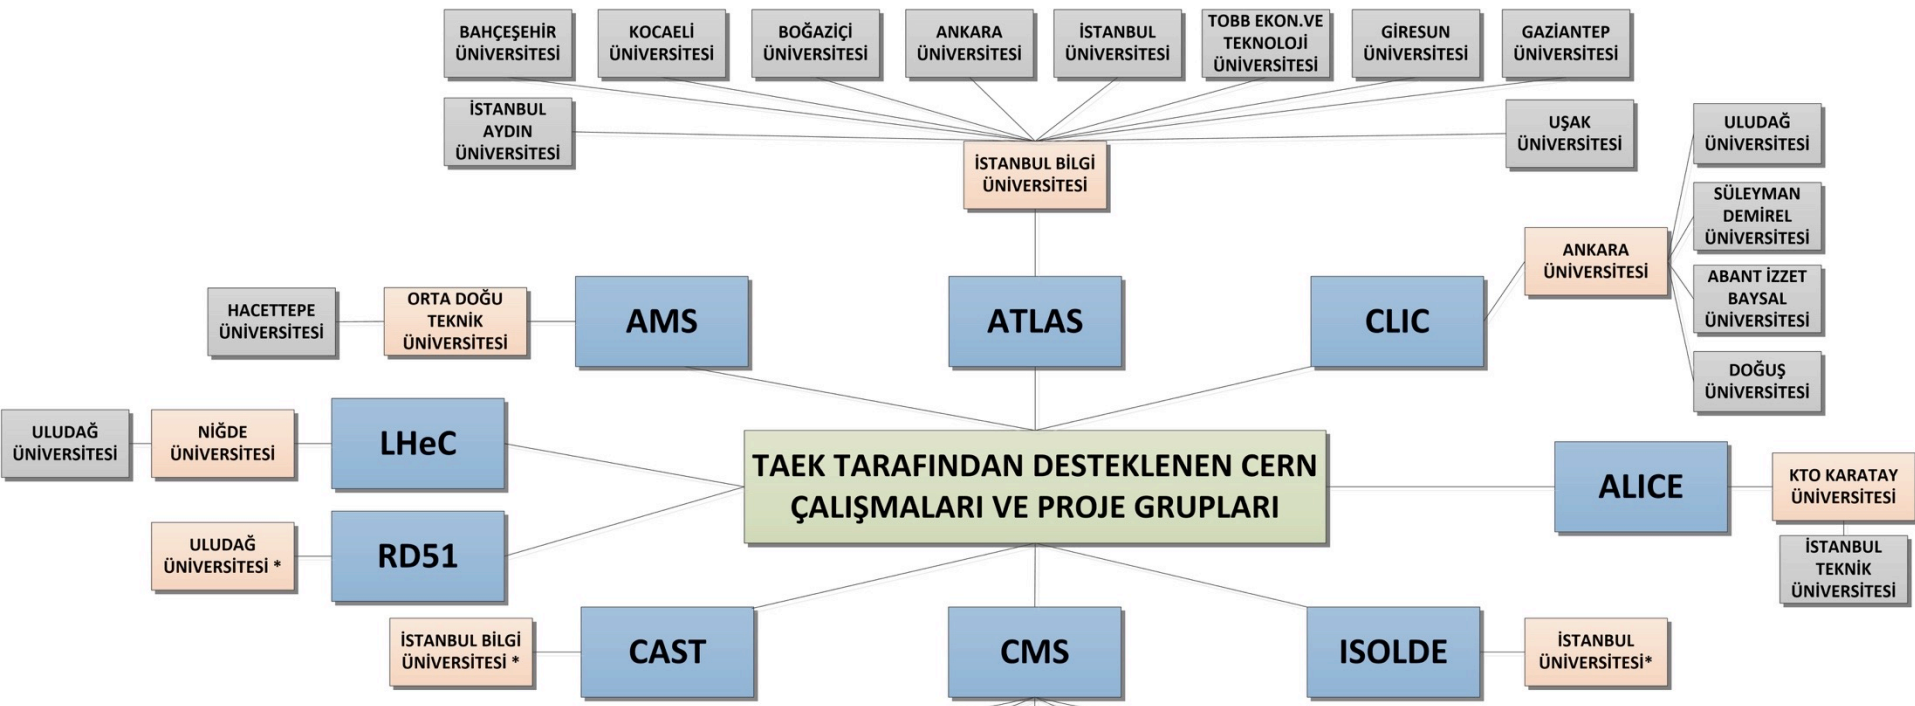 BAHÇEŞEHİR
ÜNİVERSİTESİ
KOCAELİ
ÜNİVERSİTESİ
BOĞAZİÇİ
ÜNİVERSİTESİ
ANKARA
ÜNİVERSİTESİ
İSTANBUL
ÜNİVERSİTESİ
TOBB EKON.VE
TEKNOLOJİ
ÜNİVERSİTESİ
GİRESUN
ÜNİVERSİTESİ
GAZİANTEP
ÜNİVERSİTESİ
İSTANBUL
AYDIN
ÜNİVERSİTESİ
UŞAK
ÜNİVERSİTESİ
ULUDAĞ
ÜNİVERSİTESİ
İSTANBUL BİLGİ
ÜNİVERSİTESİ
SÜLEYMAN
DEMİREL
ÜNİVERSİTESİ
ANKARA
ÜNİVERSİTESİ
ABANT İZZET
BAYSAL
ÜNİVERSİTESİ
DOĞUŞ
ÜNİVERSİTESİ
HACETTEPE
ÜNİVERSİTESİ
ORTA DOĞU
TEKNİK
ÜNİVERSİTESİ
AMS
ATLAS
CLIC
ULUDAĞ
ÜNİVERSİTESİ
NİĞDE
ÜNİVERSİTESİ
LHeC
TAEK TARAFINDAN DESTEKLENEN CERN
ÇALIŞMALARI VE PROJE GRUPLARI
ALICE
KTO KARATAY
ÜNİVERSİTESİ
İSTANBUL
TEKNİK
ÜNİVERSİTESİ
ULUDAĞ
ÜNİVERSİTESİ *
RD51
İSTANBUL BİLGİ
ÜNİVERSİTESİ *
CAST
CMS
ISOLDE
İSTANBUL
ÜNİVERSİTESİ*